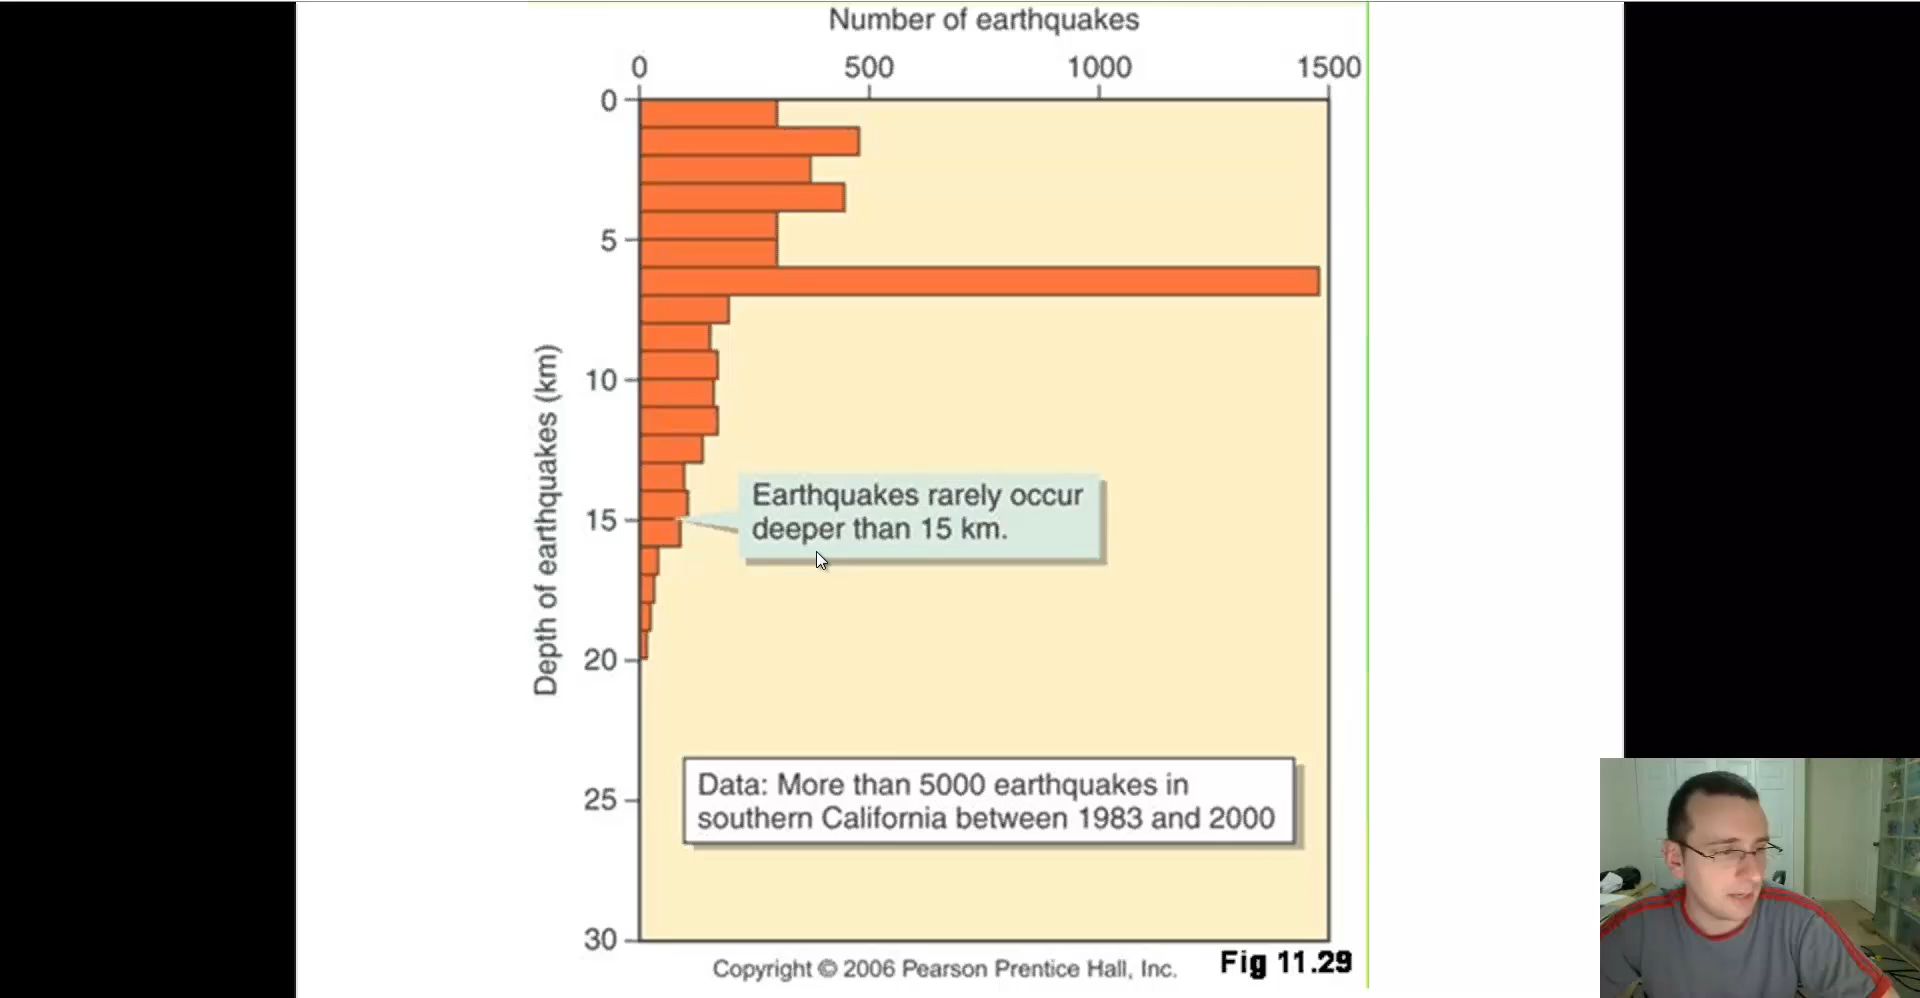 Number of earthquakes
0 500 1000 1500
0
5
10
15
20
25
30
Depth of earthquakes (km)
Earthquakes rarely occur
deeper than 15 km.
Data: More than 5000 earthquakes in
southern California between 1983 and 2000
Copyright © 2006 Pearson Prentice Hall, Inc.
Fig 11.29